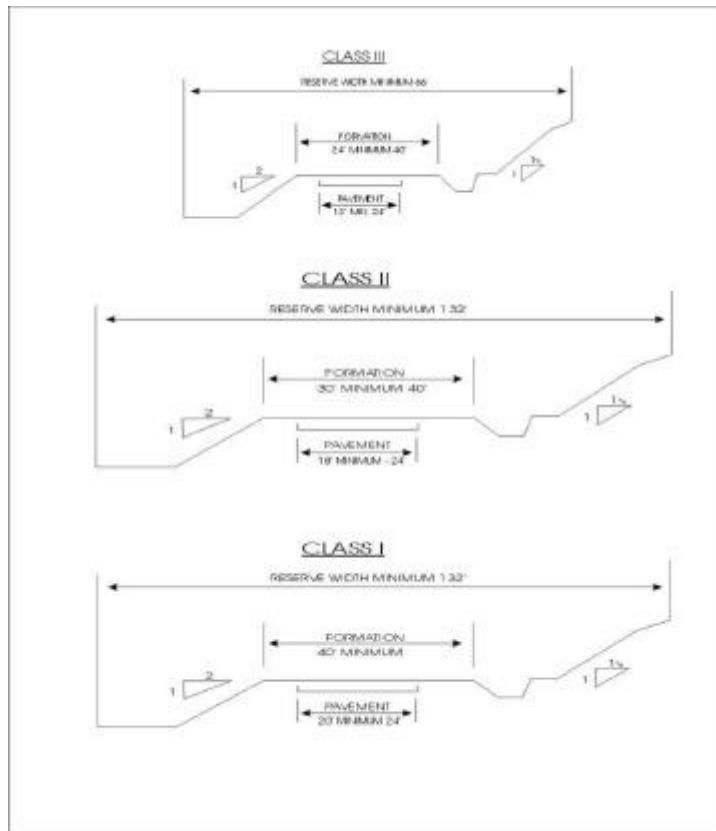 CLASS III
RESERVE WIDTH MINIMUM 66'
FORMATION
24' MINIMUM 40'
2
1
1
PAVEMENT
MIN. 24'
CLASS II
RESERVE WIDTH MINIMUM 132'
FORMATION
30' MINIMUM 40'
2
1
1
PAVEMENT
18' MINIMUM - 24'
CLASS I
RESERVE WIDTH MINIMUM 132'
FORMATION
40' MINIMUM
2
1
1
PAVEMENT
20' MINIMUM 24'